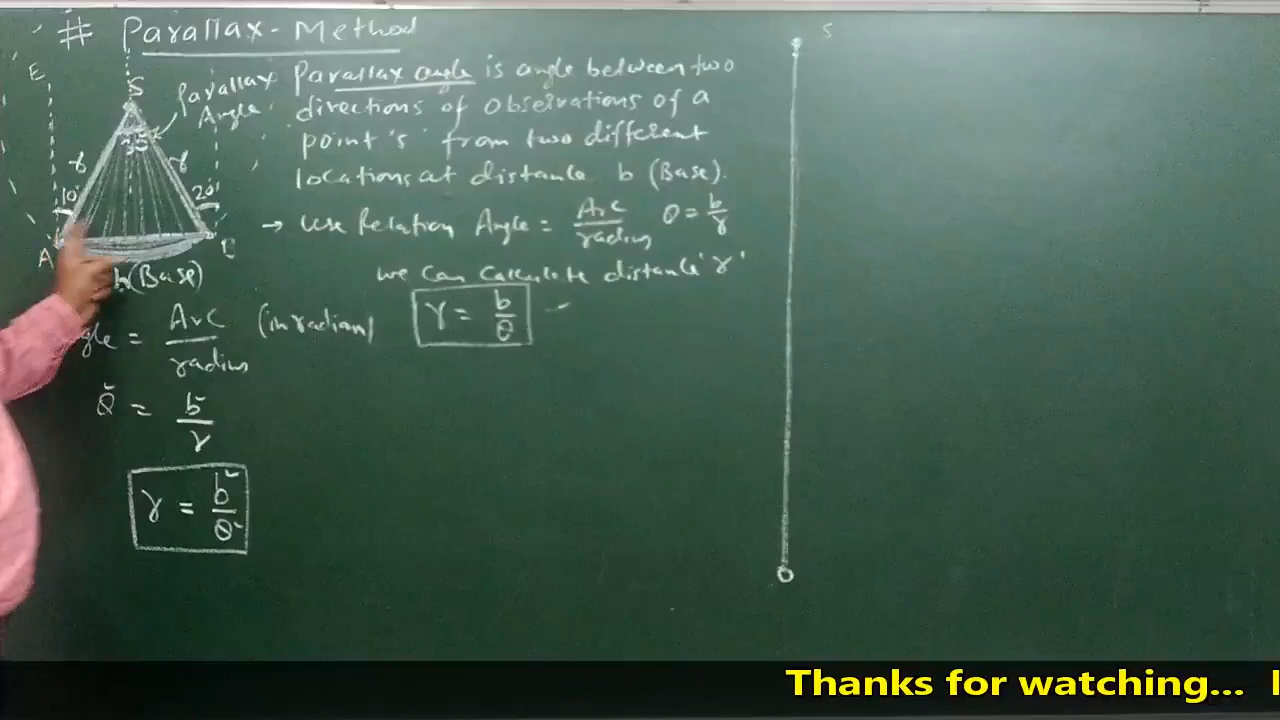 # Parallax - Method
E
S
Parallax
Angle
Parallax angle is angle between two
directions of observations of a
point 's' from two different
locations at distance b (Base).
r
r
10°
20°
A
B
b(Base)
→ Use Relation Angle = Arc/radius θ = b/r
we can calculate distance 'r'
r = b/θ
gle = Arc/radius (in radian)
θ = b/r
r = b/θ
S
Thanks for watching...